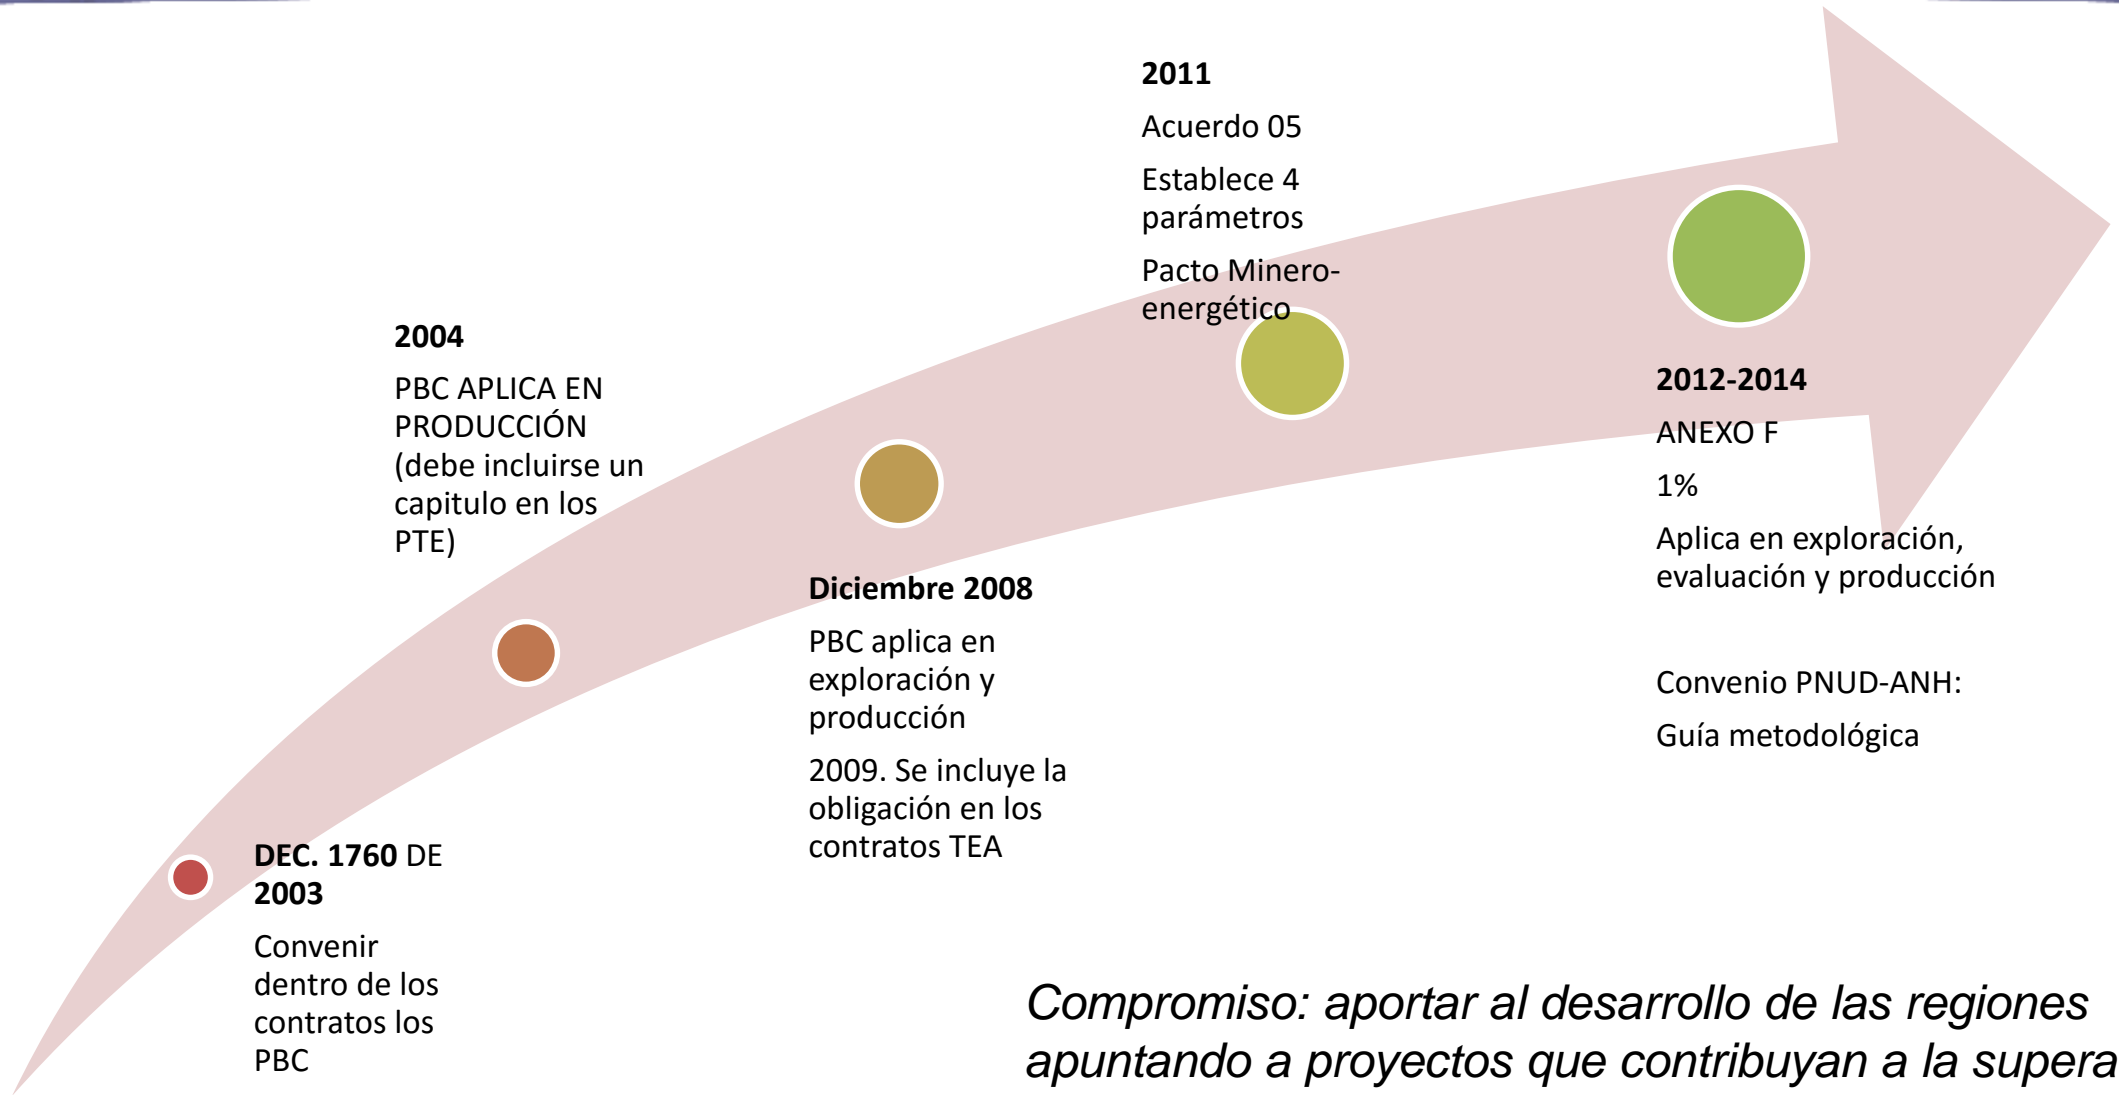 DEC. 1760 DE
2003
Convenir
dentro de los
contratos los
PBC
2004
PBC APLICA EN
PRODUCCIÓN
(debe incluirse un
capitulo en los
PTE)
Diciembre 2008
PBC aplica en
exploración y
producción
2009. Se incluye la
obligación en los
contratos TEA
2011
Acuerdo 05
Establece 4
parámetros
Pacto Minero-
energético
2012-2014
ANEXO F
1%
Aplica en exploración,
evaluación y producción
Convenio PNUD-ANH:
Guía metodológica
Compromiso: aportar al desarrollo de las regiones
apuntando a proyectos que contribuyan a la supera